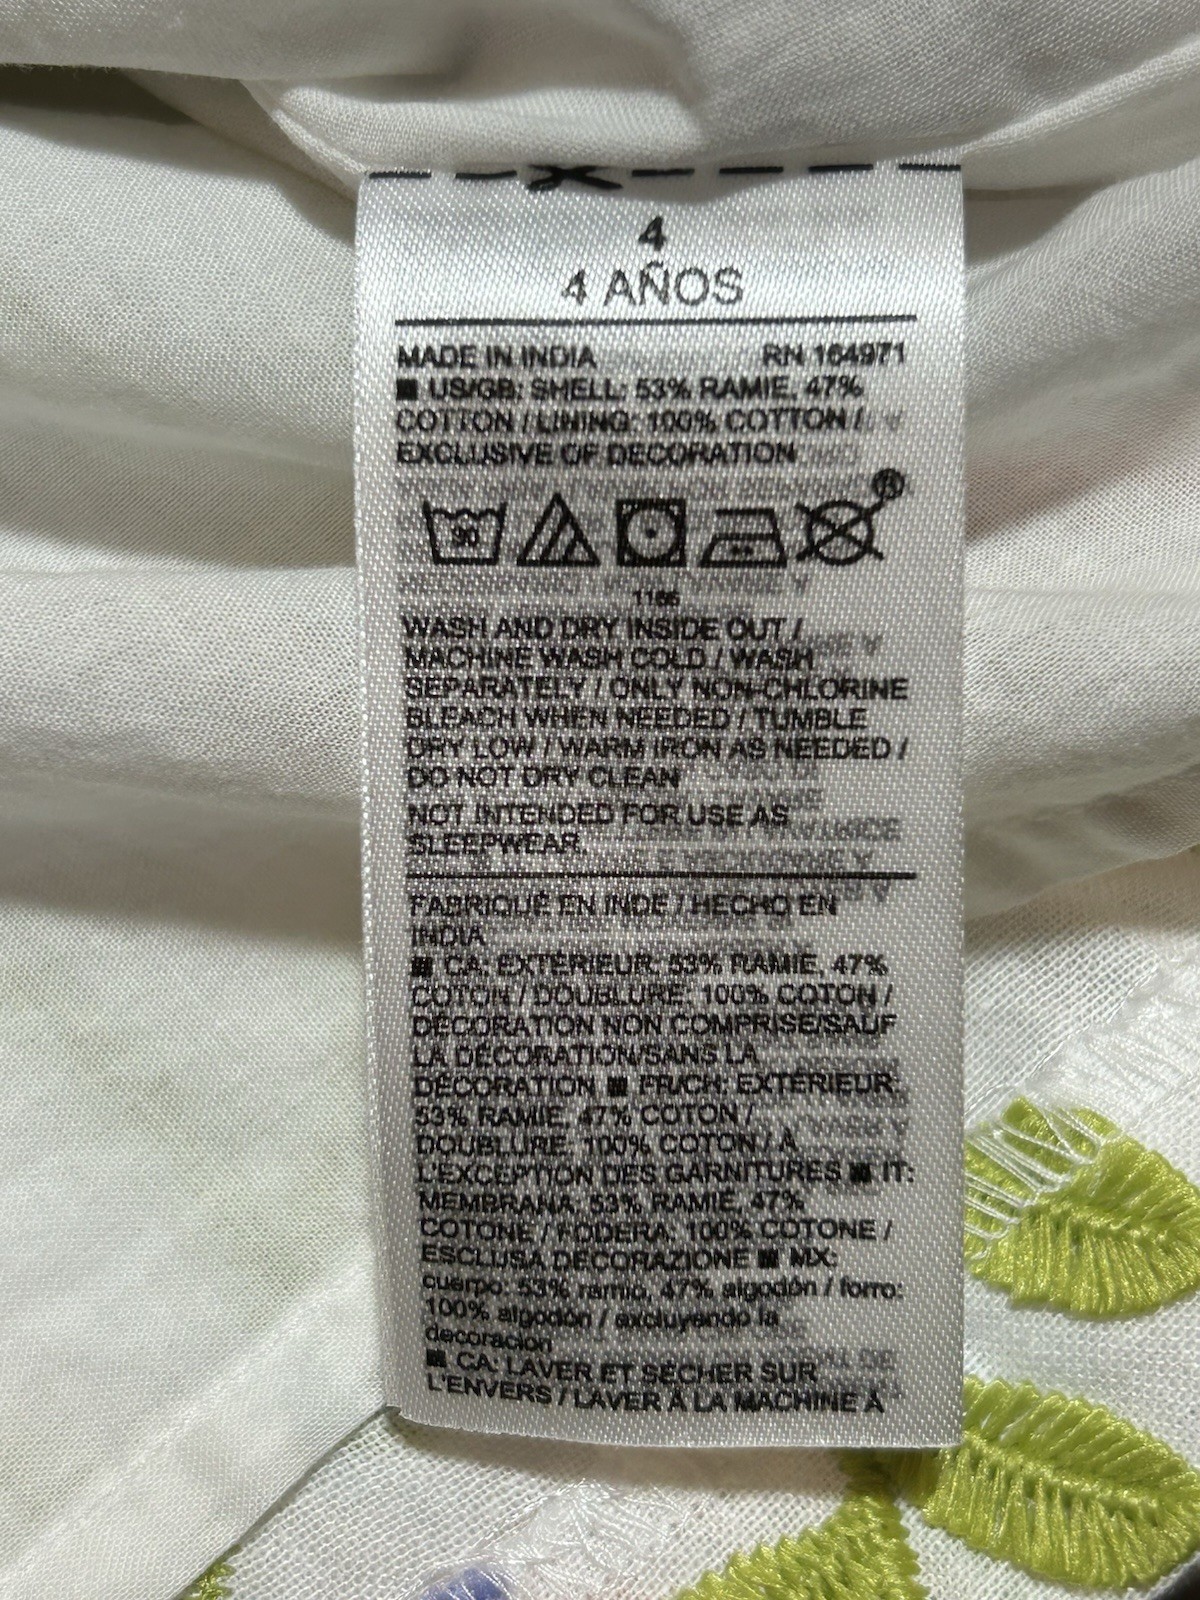 4
4 AÑOS
MADE IN INDIA RN 164971
■ US/GB: SHELL: 53% RAMIE, 47%
COTTON / LINING: 100% COTTON /
EXCLUSIVE OF DECORATION
30
1166
WASH AND DRY INSIDE OUT /
MACHINE WASH COLD / WASH
SEPARATELY / ONLY NON-CHLORINE
BLEACH WHEN NEEDED / TUMBLE
DRY LOW / WARM IRON AS NEEDED /
DO NOT DRY CLEAN
NOT INTENDED FOR USE AS
SLEEPWEAR.
FABRIQUÉ EN INDE / HECHO EN
INDIA
■ CA: EXTÉRIEUR: 53% RAMIE, 47%
COTON / DOUBLURE: 100% COTON /
DÉCORATION NON COMPRISE/SAUF
LA DÉCORATION/SANS LA
DÉCORATION ■ FR/CH: EXTÉRIEUR:
53% RAMIE, 47% COTON /
DOUBLURE: 100% COTON / A
L'EXCEPTION DES GARNITURES ■ IT:
MEMBRANA: 53% RAMIÉ, 47%
COTONE / FODERA: 100% COTONE /
ESCLUSA DECORAZIONE ■ MX:
cuerpo: 53% ramio, 47% algodón / forro:
100% algodón / excluyendo la
decoracion
■ CA: LAVER ET SÉCHER SUR
L'ENVERS / LAVER À LA MACHINE À